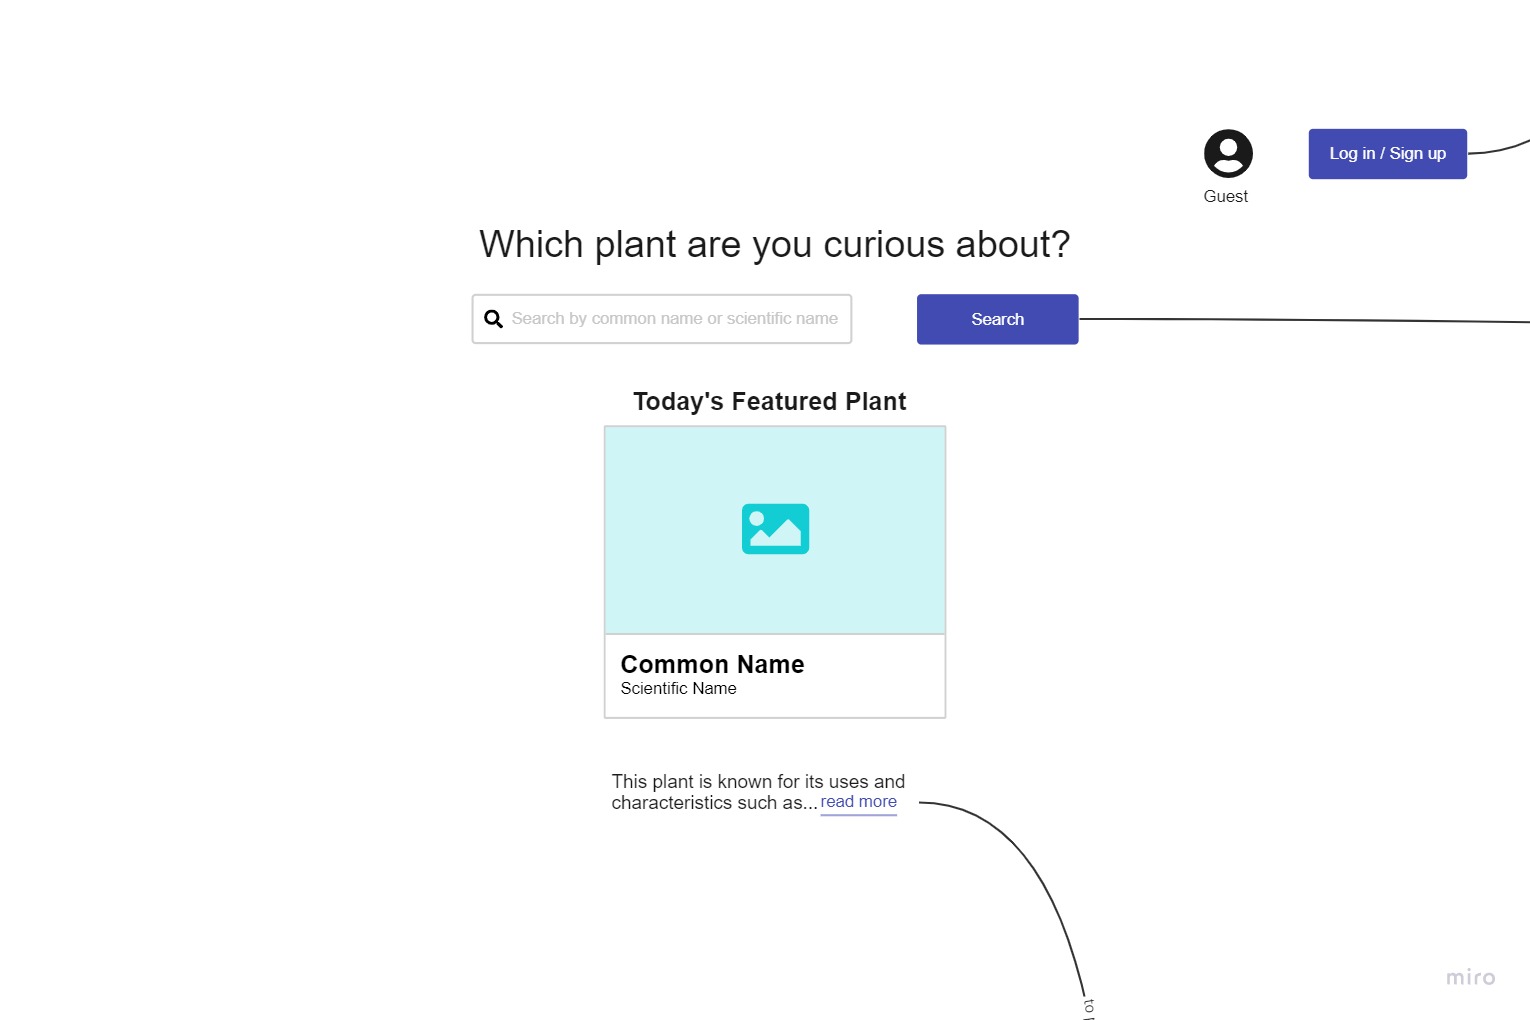 Log in / Sign up
Guest
Which plant are you curious about?
Search by common name or scientific name
Search
Today's Featured Plant
Common Name
Scientific Name
This plant is known for its uses and
characteristics such as... read more
to
miro